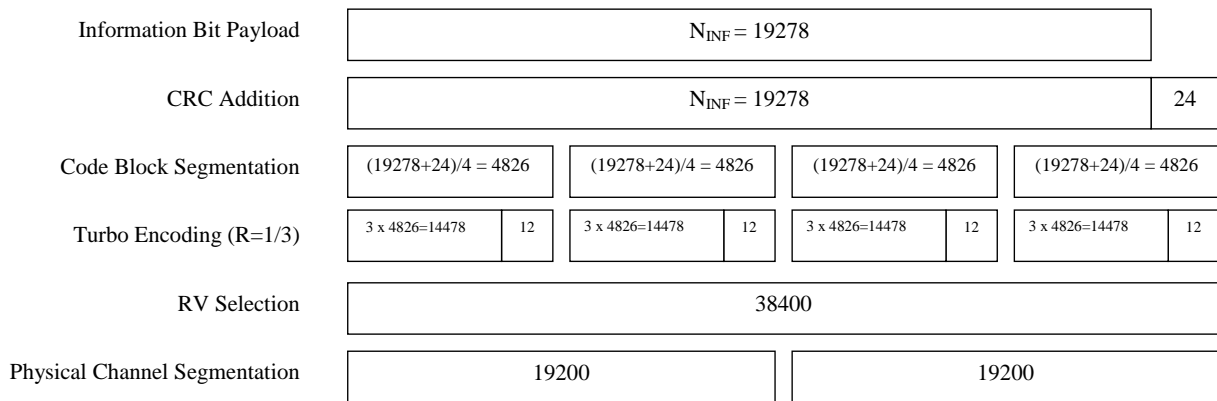 Information Bit Payload
N_INF = 19278
CRC Addition
N_INF = 19278
24
Code Block Segmentation
(19278+24)/4 = 4826
(19278+24)/4 = 4826
(19278+24)/4 = 4826
(19278+24)/4 = 4826
Turbo Encoding (R=1/3)
3 x 4826=14478
12
3 x 4826=14478
12
3 x 4826=14478
12
3 x 4826=14478
12
RV Selection
38400
Physical Channel Segmentation
19200
19200